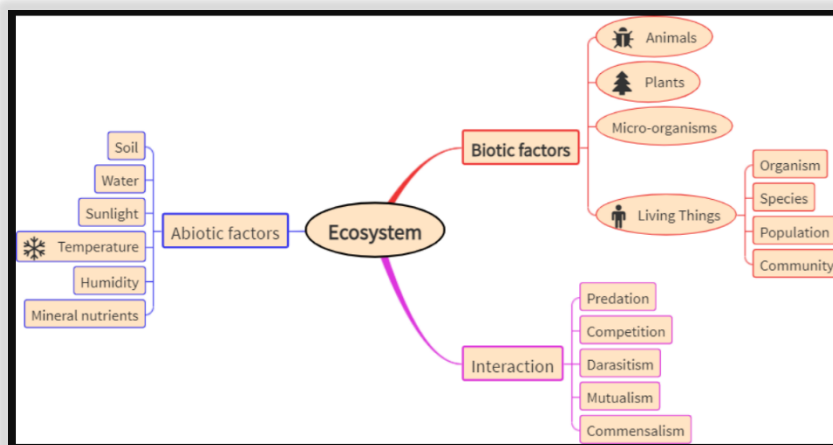 Ecosystem
Biotic factors
Animals
Plants
Micro-organisms
Living Things
Organism
Species
Population
Community
Abiotic factors
Soil
Water
Sunlight
Temperature
Humidity
Mineral nutrients
Interaction
Predation
Competition
Darasitism
Mutualism
Commensalism